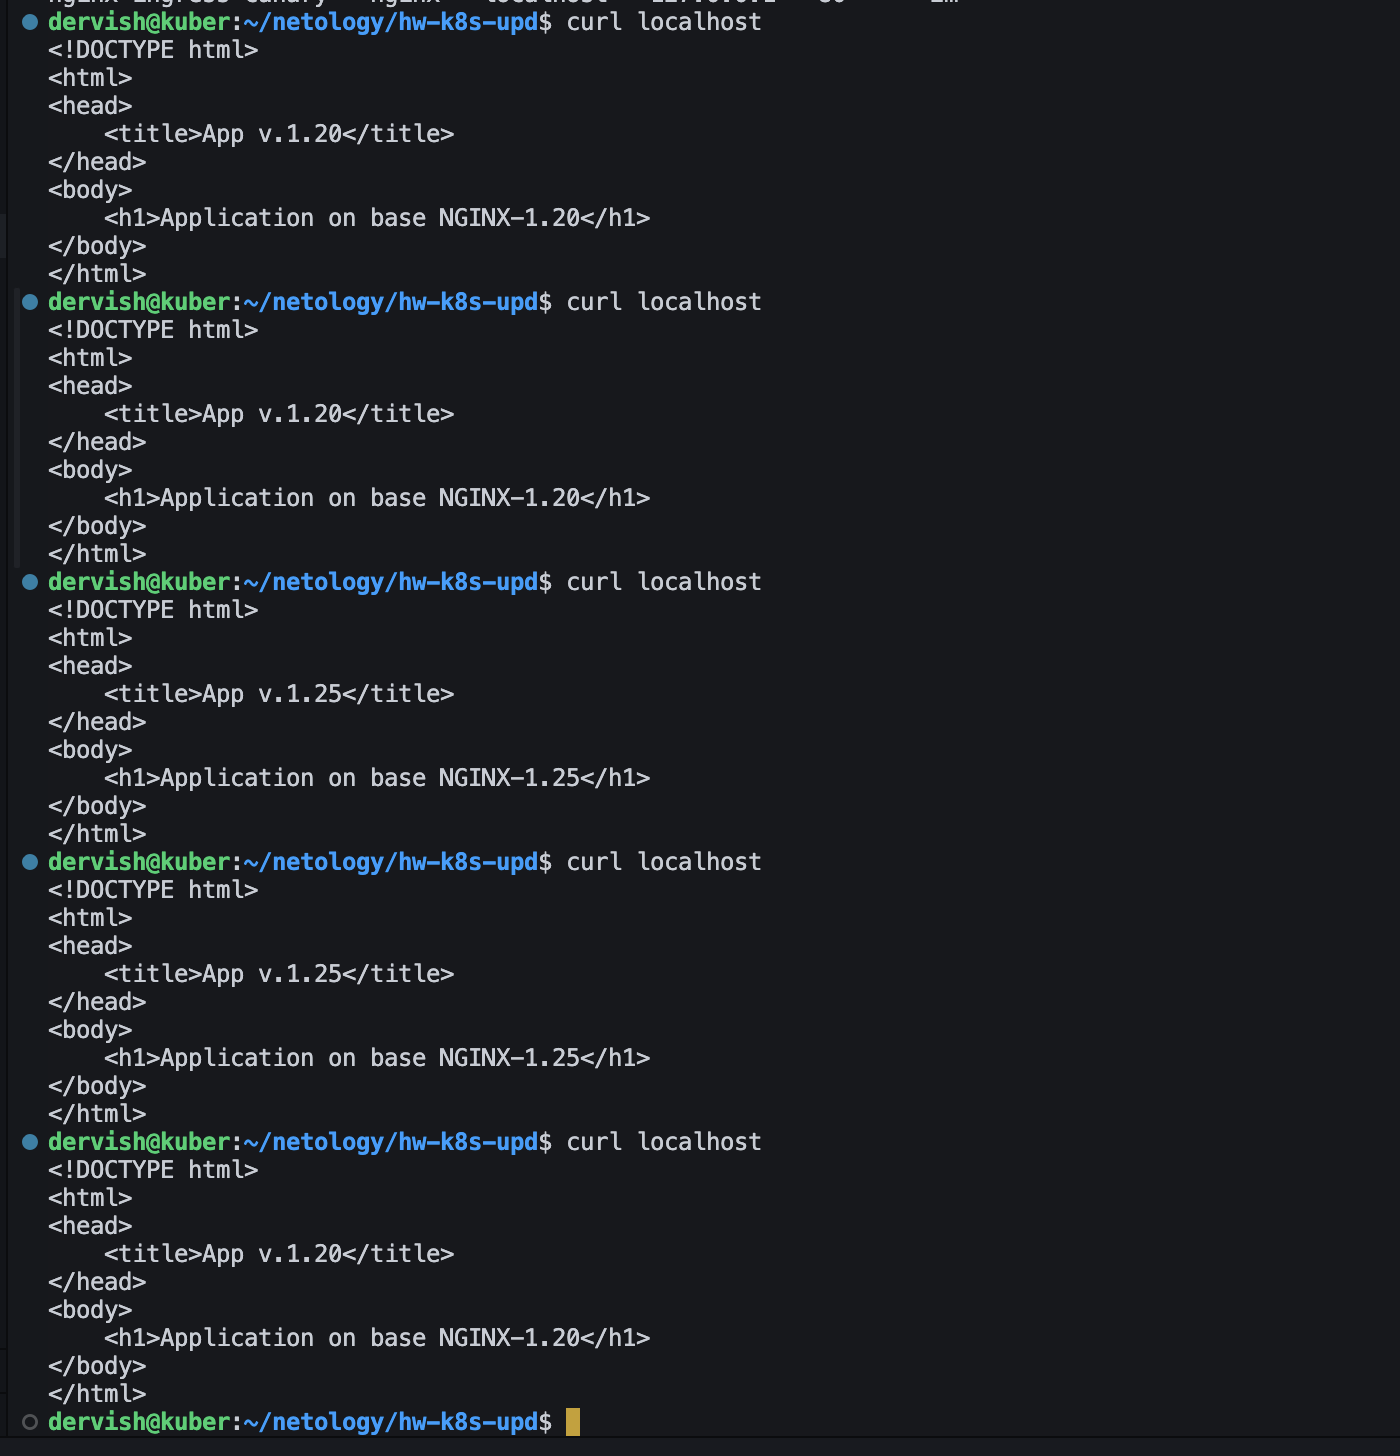 dervish@kuber:~/netology/hw-k8s-upd$ curl localhost
<!DOCTYPE html>
<html>
<head>
    <title>App v.1.20</title>
</head>
<body>
    <h1>Application on base NGINX-1.20</h1>
</body>
</html>
dervish@kuber:~/netology/hw-k8s-upd$ curl localhost
<!DOCTYPE html>
<html>
<head>
    <title>App v.1.20</title>
</head>
<body>
    <h1>Application on base NGINX-1.20</h1>
</body>
</html>
dervish@kuber:~/netology/hw-k8s-upd$ curl localhost
<!DOCTYPE html>
<html>
<head>
    <title>App v.1.25</title>
</head>
<body>
    <h1>Application on base NGINX-1.25</h1>
</body>
</html>
dervish@kuber:~/netology/hw-k8s-upd$ curl localhost
<!DOCTYPE html>
<html>
<head>
    <title>App v.1.25</title>
</head>
<body>
    <h1>Application on base NGINX-1.25</h1>
</body>
</html>
dervish@kuber:~/netology/hw-k8s-upd$ curl localhost
<!DOCTYPE html>
<html>
<head>
    <title>App v.1.20</title>
</head>
<body>
    <h1>Application on base NGINX-1.20</h1>
</body>
</html>
dervish@kuber:~/netology/hw-k8s-upd$